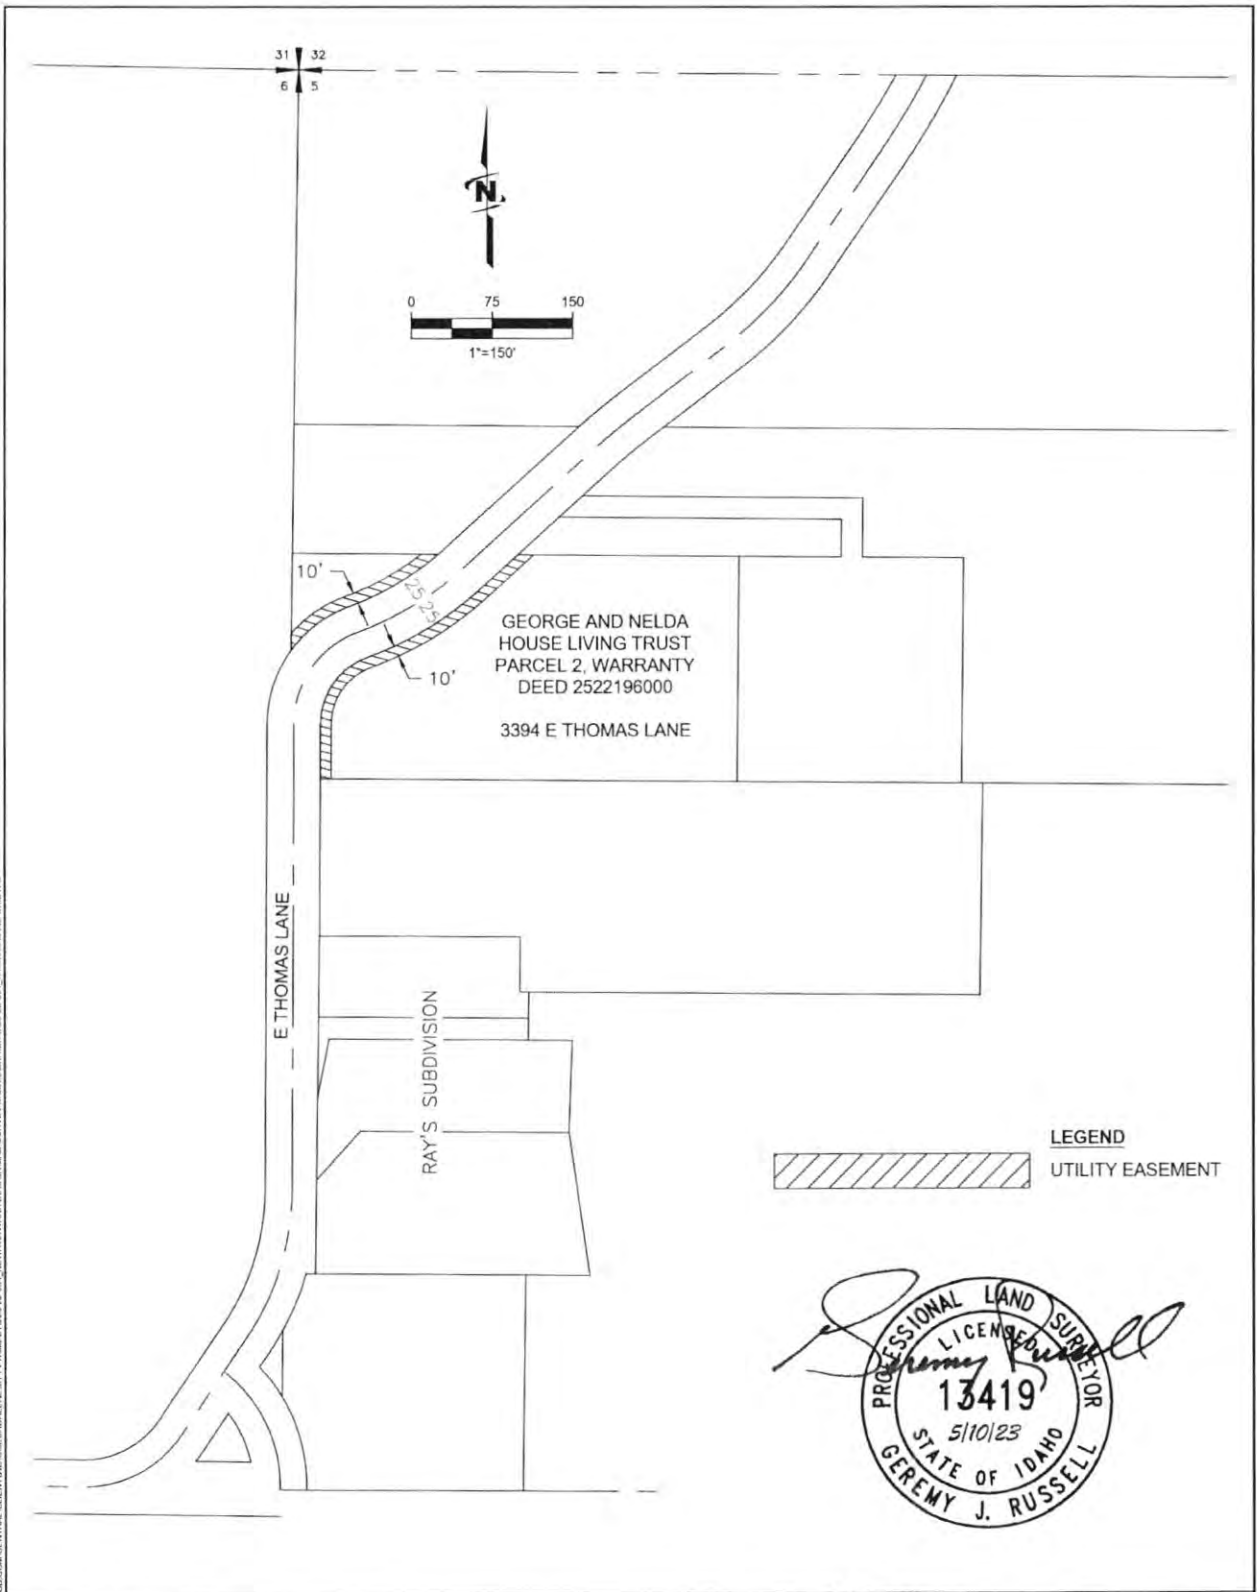 31 32
6 5
N
0 75 150
1"=150'
10'
25 25
10'
GEORGE AND NELDA
HOUSE LIVING TRUST
PARCEL 2, WARRANTY
DEED 2522196000
3394 E THOMAS LANE
E THOMAS LANE
RAY'S SUBDIVISION
LEGEND
UTILITY EASEMENT
PROFESSIONAL LAND SURVEYOR
LICENSED
Geremy Russell
13419
5/10/23
STATE OF IDAHO
GEREMY J. RUSSELL